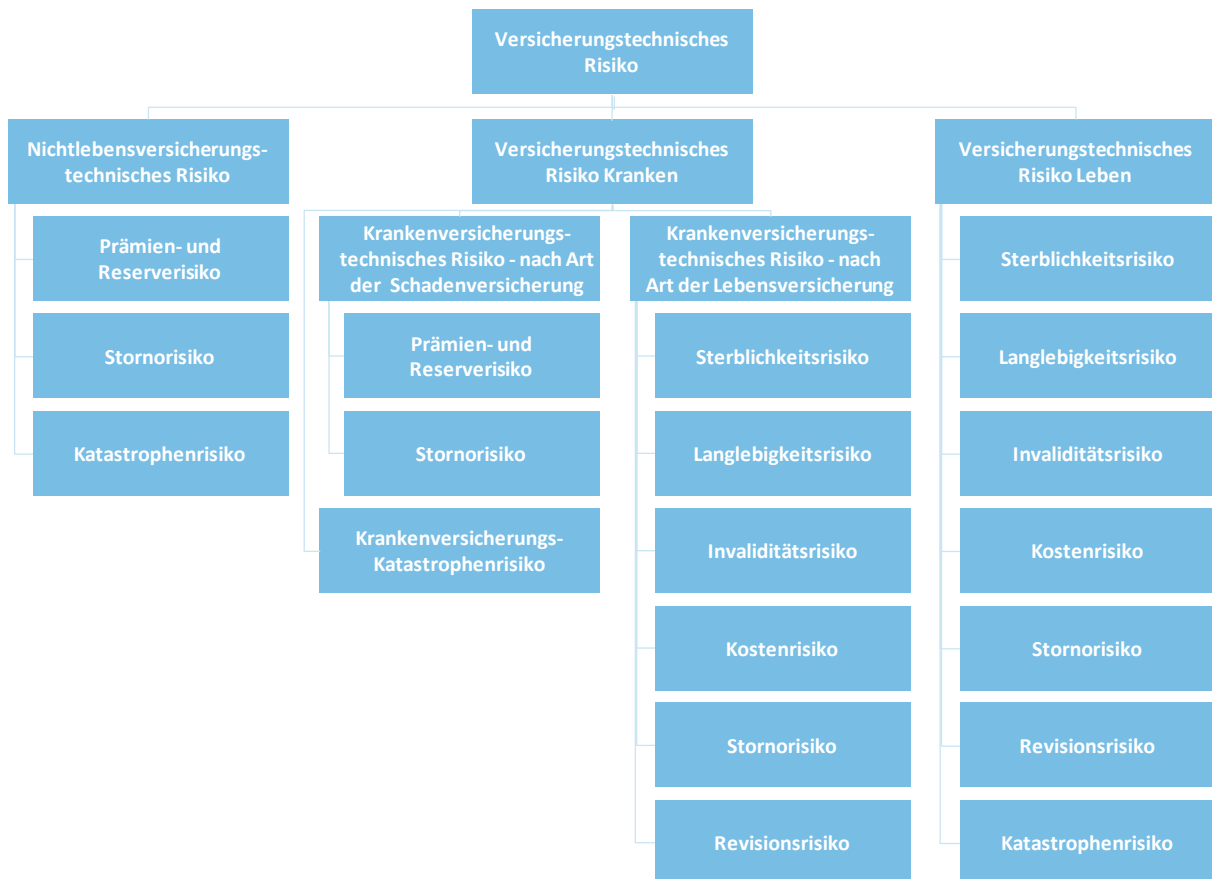 Versicherungstechnisches
Risiko
Nichtlebensversicherungs-
technisches Risiko
Prämien- und
Reserverisiko
Stornorisiko
Katastrophenrisiko
Versicherungstechnisches
Risiko Kranken
Krankenversicherungs-
technisches Risiko - nach Art
der Schadenversicherung
Prämien- und
Reserverisiko
Stornorisiko
Krankenversicherungs-
Katastrophenrisiko
Krankenversicherungs-
technisches Risiko - nach
Art der Lebensversicherung
Sterblichkeitsrisiko
Langlebigkeitsrisiko
Invaliditätsrisiko
Kostenrisiko
Stornorisiko
Revisionsrisiko
Versicherungstechnisches
Risiko Leben
Sterblichkeitsrisiko
Langlebigkeitsrisiko
Invaliditätsrisiko
Kostenrisiko
Stornorisiko
Revisionsrisiko
Katastrophenrisiko